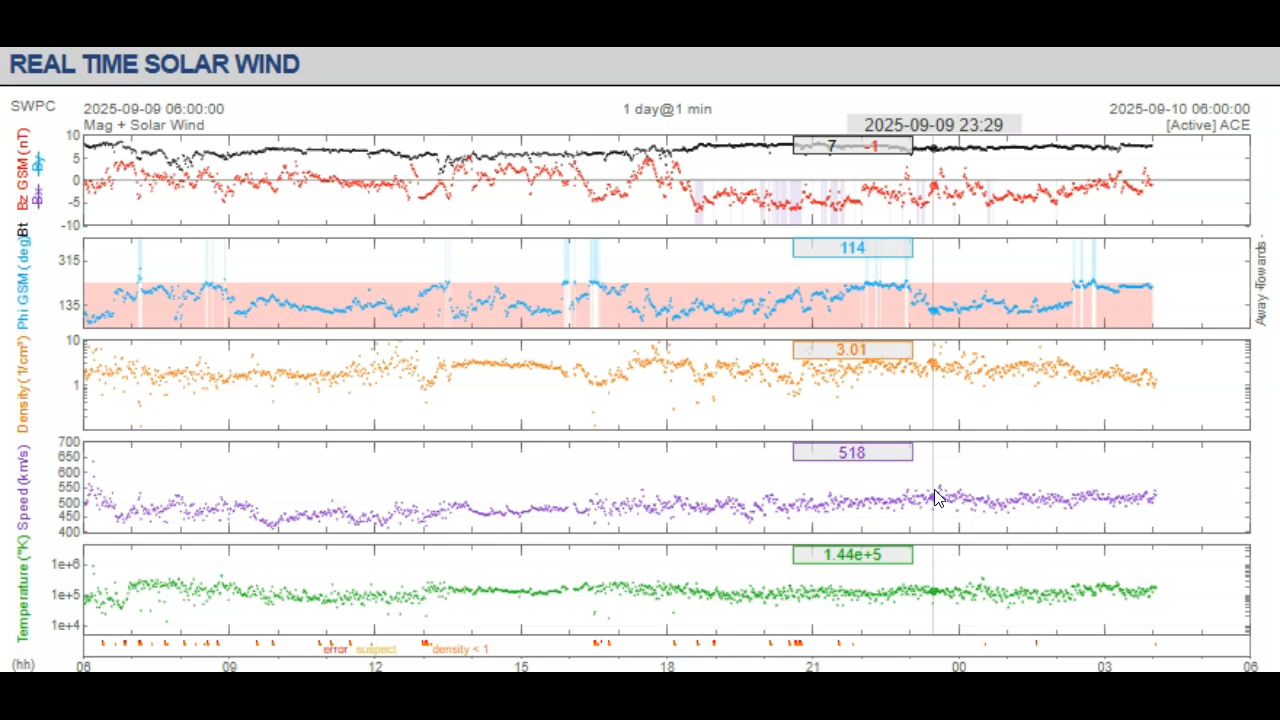 REAL TIME SOLAR WIND
SWPC
2025-09-09 06:00:00
1 day@1 min
2025-09-10 06:00:00
Mag + Solar Wind
2025-09-09 23:29
[Active] ACE
Bt Bx By Bz GSM (nT)
10
5
0
-5
-10
7 -1
Phi GSM (deg)
315
135
114
Away + Towards -
Density (1/cm³)
10
1
3.01
Speed (km/s)
700
650
600
550
500
450
400
518
Temperature (°K)
1e+6
1e+5
1e+4
1.44e+5
error suspect density < 1
(hh) 06 09 12 15 18 21 00 03 06